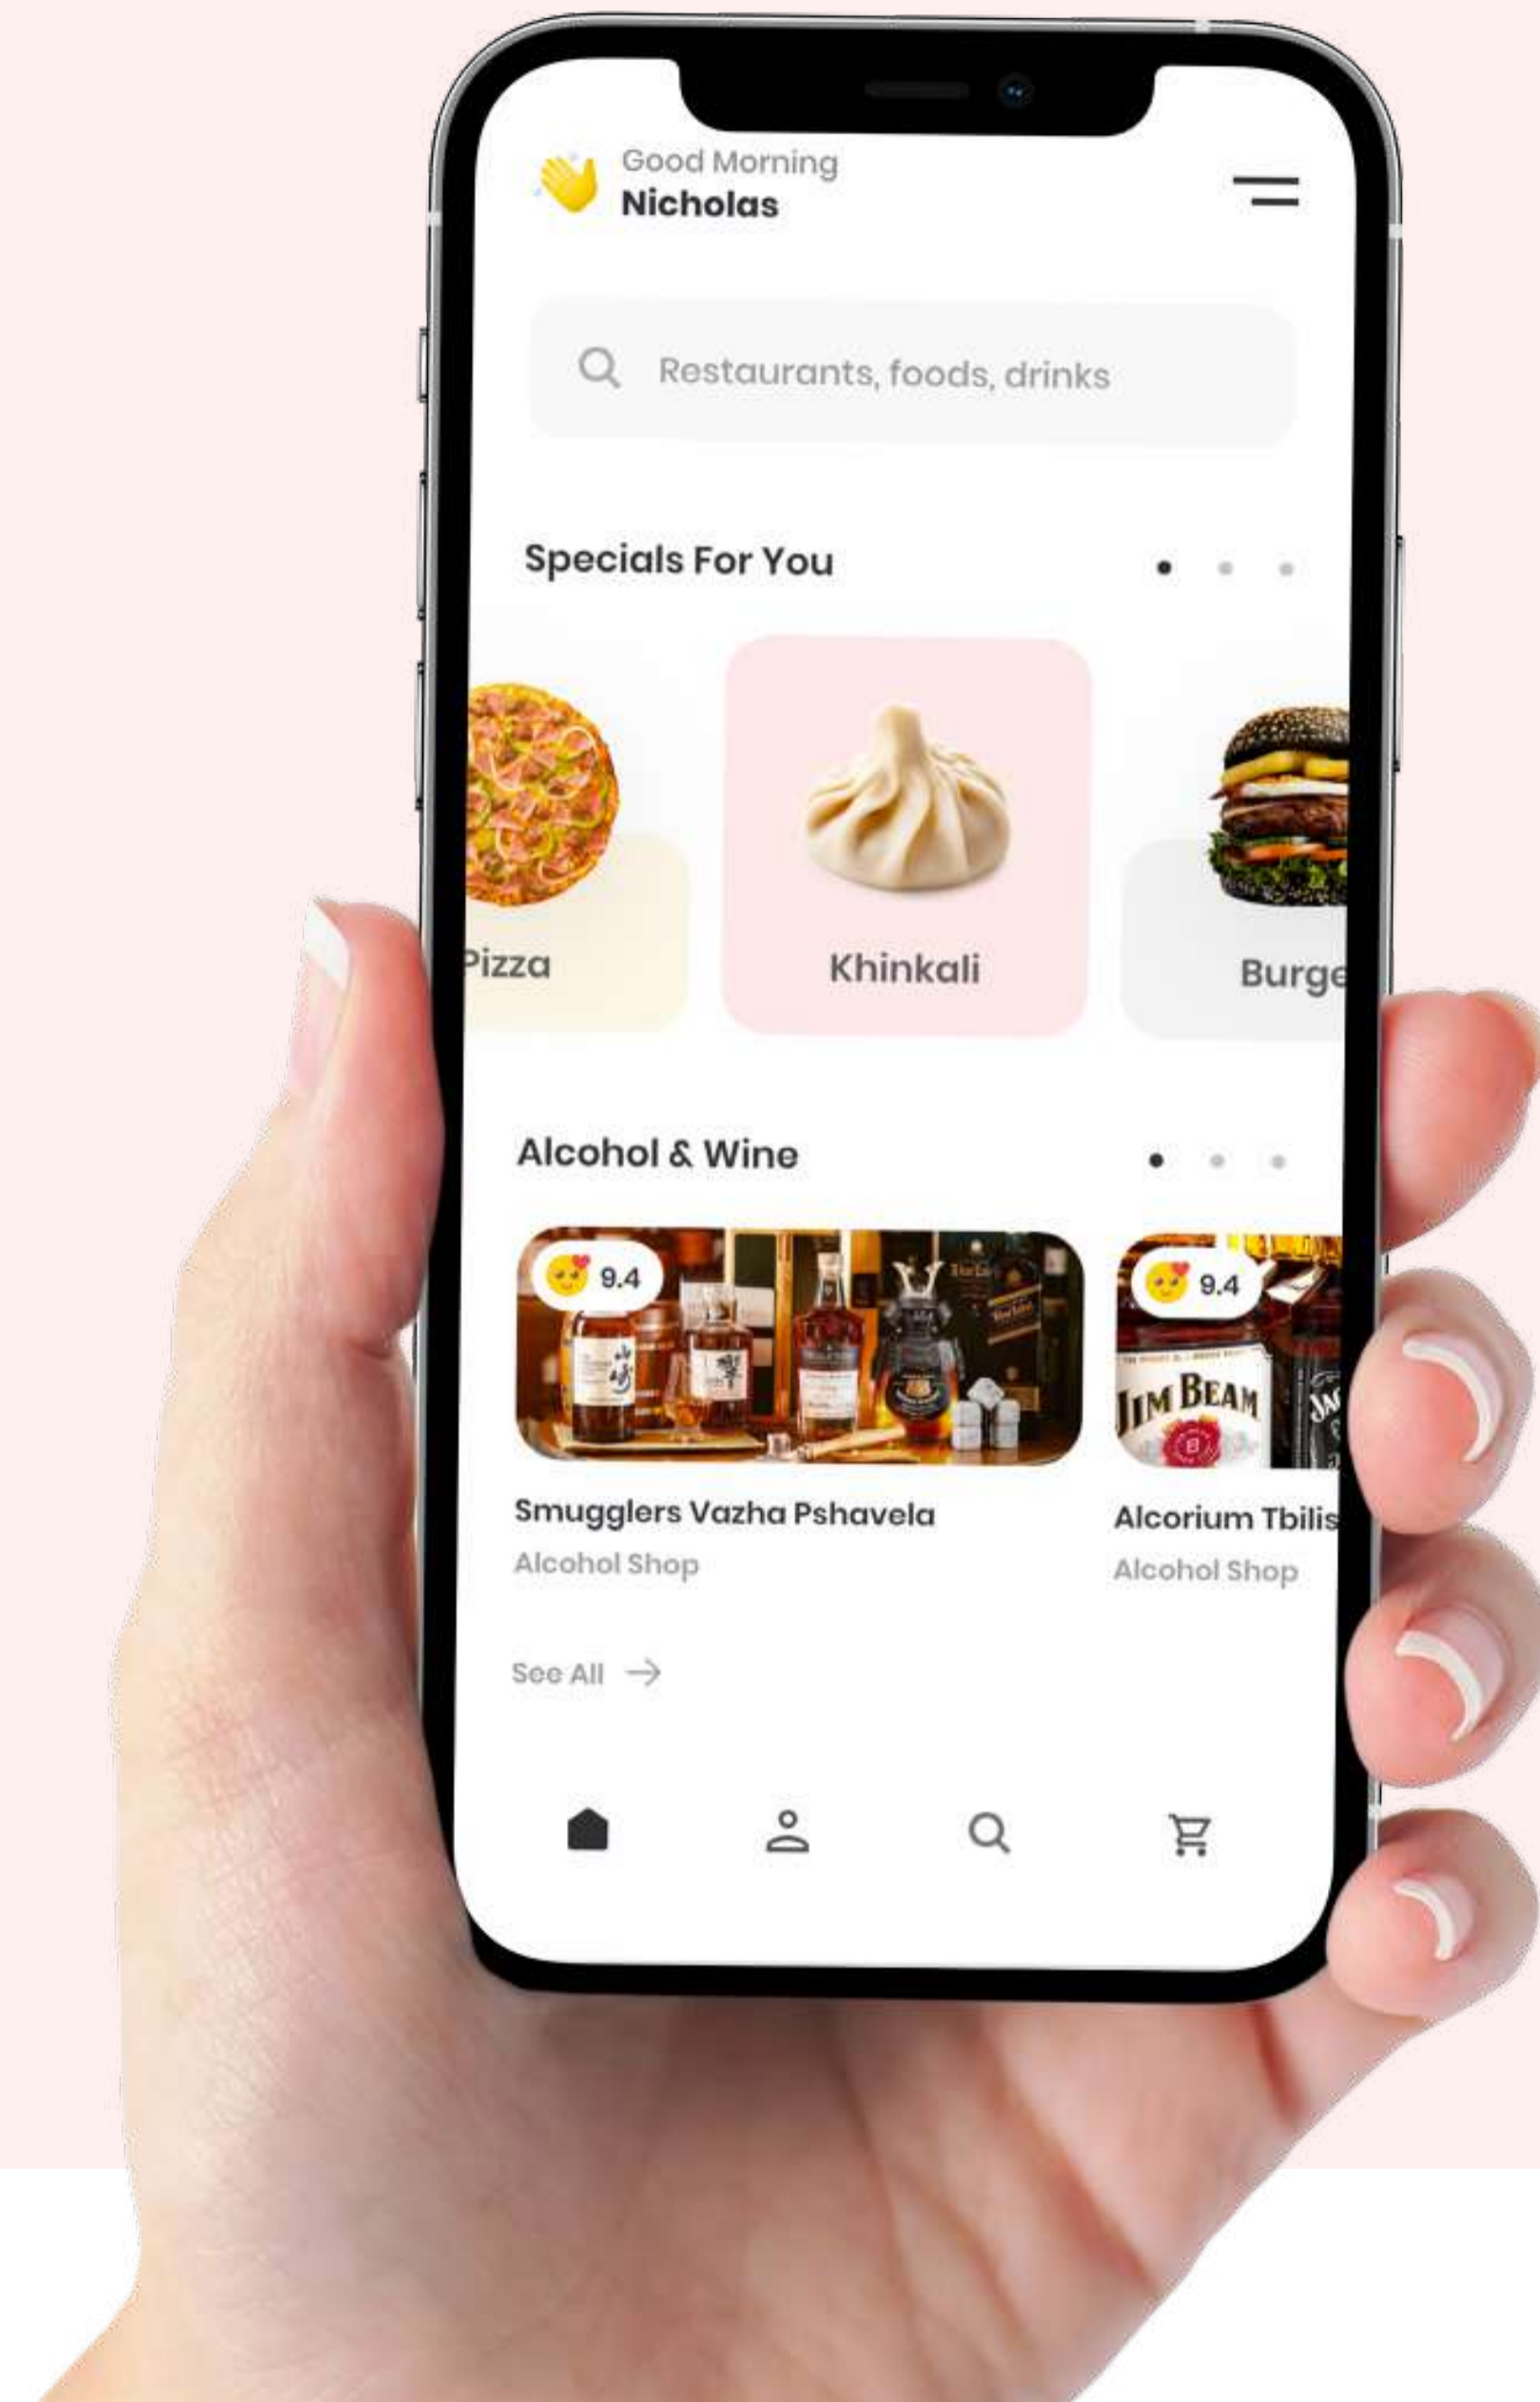 Good Morning
Nicholas
Restaurants, foods, drinks
Specials For You
Pizza
Khinkali
Burge
Alcohol & Wine
9.4
9.4
JIM BEAM
Smugglers Vazha Pshavela
Alcorium Tbilis
Alcohol Shop
Alcohol Shop
See All